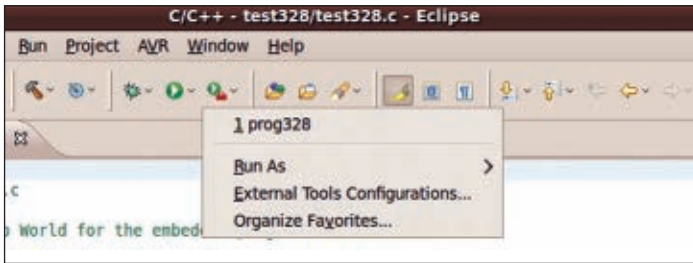 C/C++ - test328/test328.c - Eclipse
Run Project AVR Window Help
1 prog328
Run As
External Tools Configurations...
Organize Favorites...
.c
World for the embed